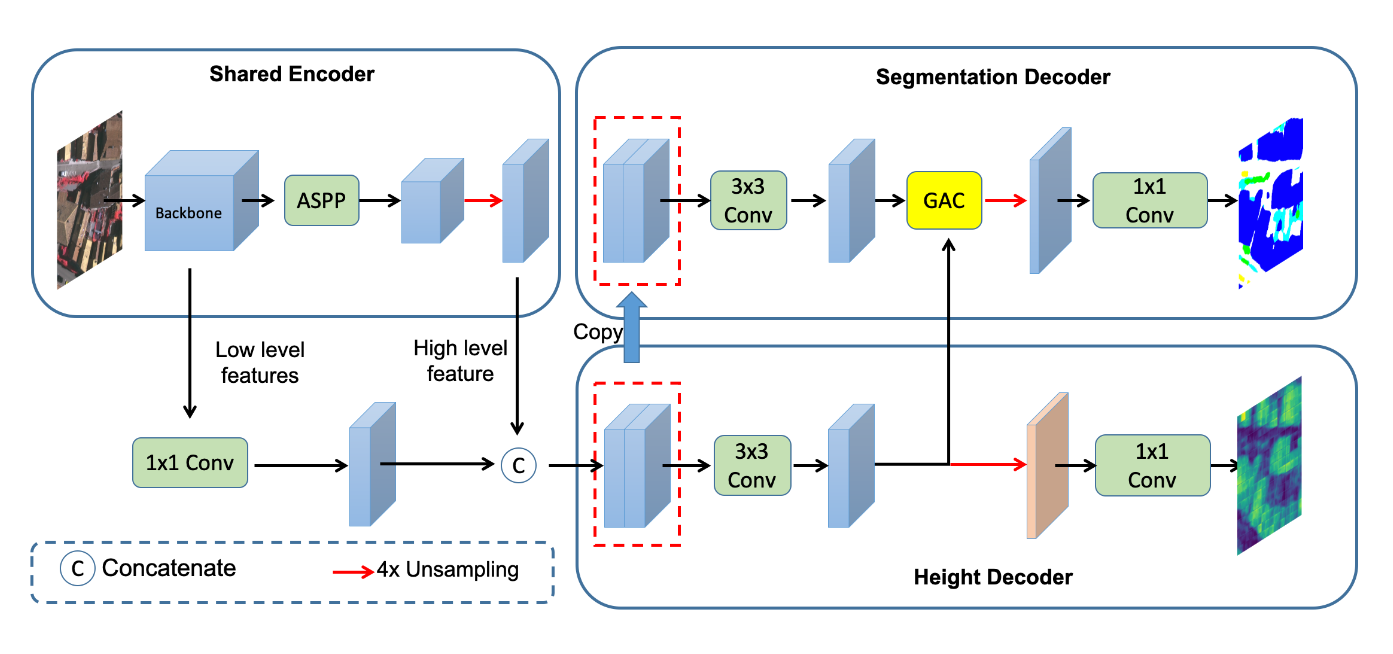 Shared Encoder
Backbone
ASPP
Low level
features
High level
feature
1x1 Conv
C
C Concatenate
4x Unsampling
Segmentation Decoder
3x3
Conv
GAC
1x1
Conv
Copy
3x3
Conv
1x1
Conv
Height Decoder